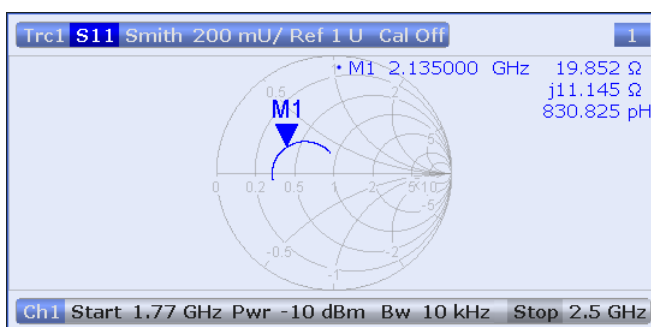 Trc1 S11 Smith 200 mU/ Ref 1 U Cal Off 1
• M1 2.135000 GHz 19.852 Ω
j11.145 Ω
830.825 pH
1
0.5
M1
2
5
0 0.2 0.5 1 2 5 10
-5
-0.5 -2
-1
Ch1 Start 1.77 GHz Pwr -10 dBm Bw 10 kHz Stop 2.5 GHz